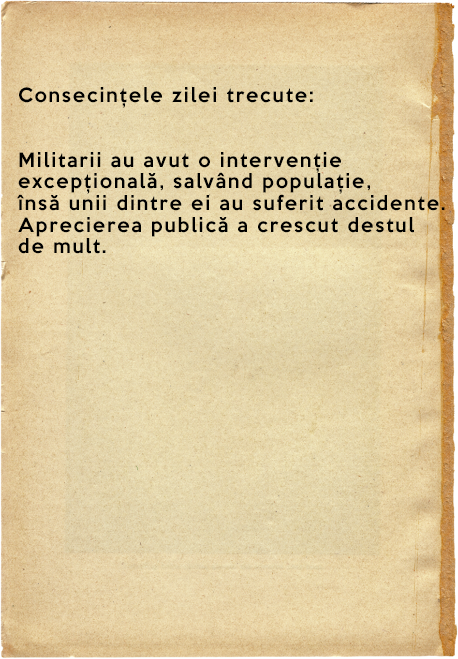 Consecințele zilei trecute:
Militarii au avut o intervenție
excepțională, salvând populație,
însă unii dintre ei au suferit accidente.
Aprecierea publică a crescut destul
de mult.